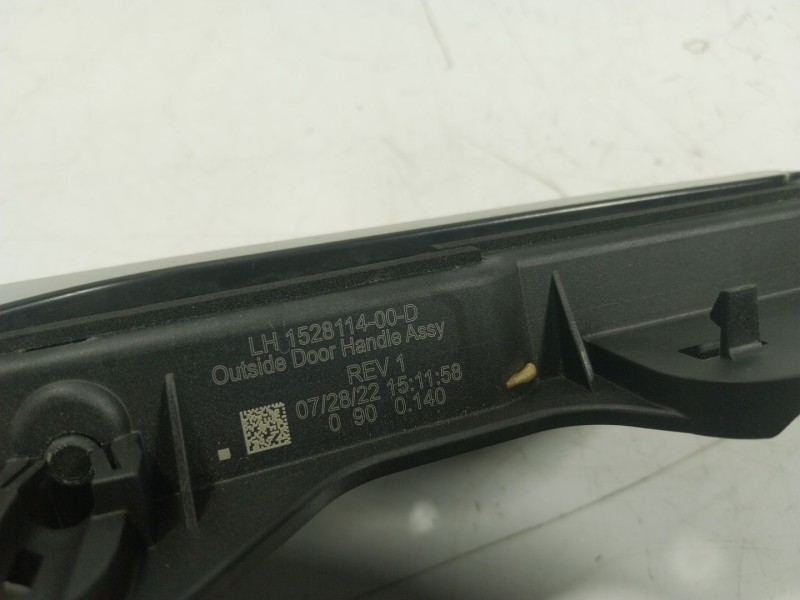 LH 1528114-00-D
Outside Door Handle Assy
REV 1
07/28/22 15:11:58
0 90 0.140